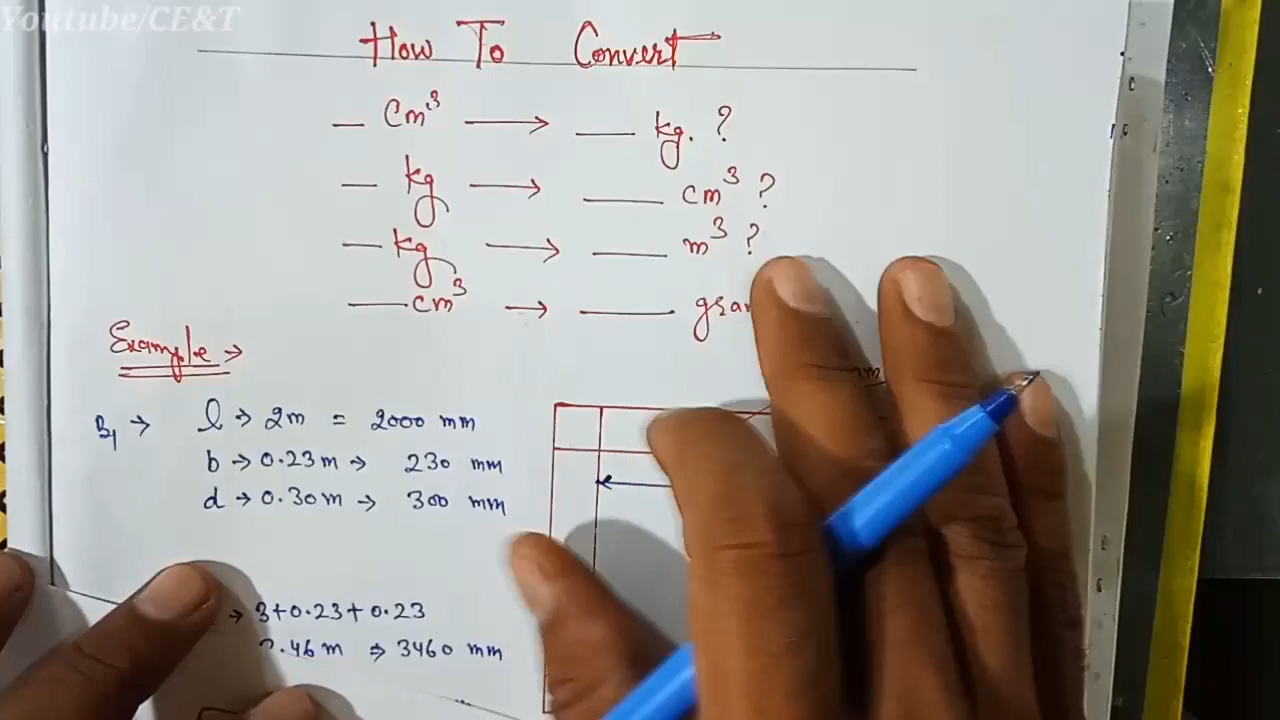 Youtube/CE&T
How To Convert
— Cm³ → — kg. ?
— kg → — cm³ ?
— kg → — m³ ?
— cm³ → —
Example →
B₁ → l → 2m = 2000 mm
b → 0.23m → 230 mm
d → 0.30m → 300 mm
→ 3+0.23+0.23
.46m ⇒ 3460 mm